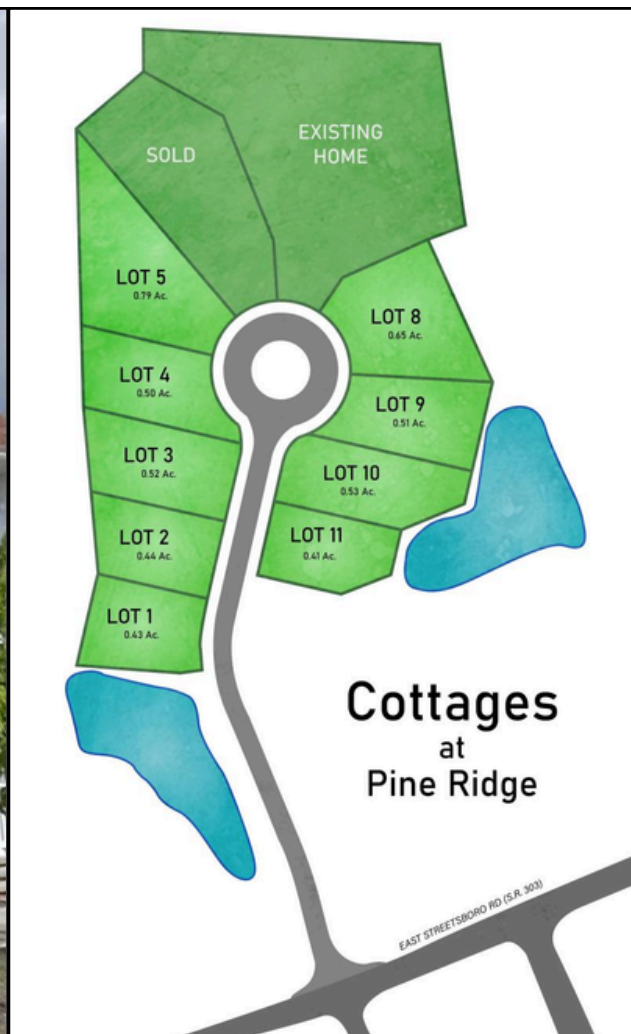 EXISTING
HOME
SOLD
LOT 5
0.79 Ac.
LOT 8
0.65 Ac.
LOT 4
0.50 Ac.
LOT 9
0.51 Ac.
LOT 3
0.52 Ac.
LOT 10
0.53 Ac.
LOT 2
0.44 Ac.
LOT 11
0.41 Ac.
LOT 1
0.43 Ac.
Cottages
at
Pine Ridge
EAST STREETSBORO RD (S.R. 303)